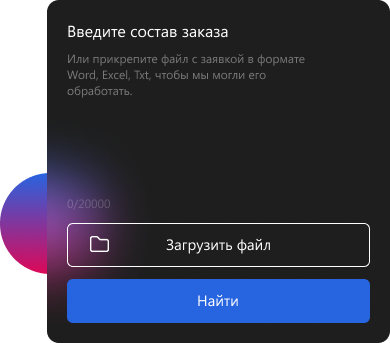 Введите состав заказа
Или прикрепите файл с заявкой в формате
Word, Excel, Txt, чтобы мы могли его
обработать.
0/20000
Загрузить файл
Найти